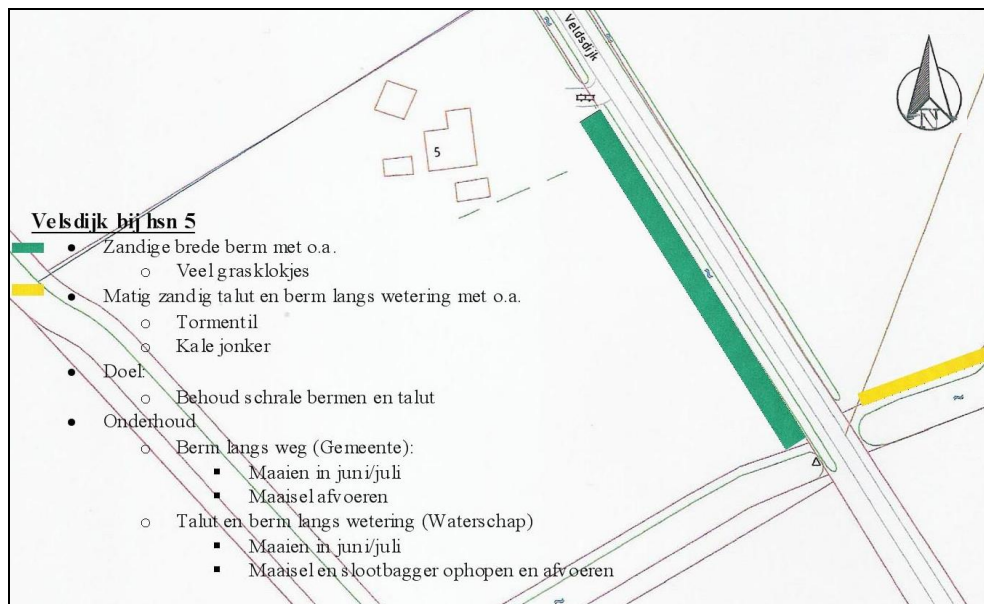 Veldsdijk
N
5
Velsdijk bij hsn 5
• Zandige brede berm met o.a.
o Veel grasklokjes
• Matig zandig talut en berm langs wetering met o.a.
o Tormentil
o Kale jonker
• Doel:
o Behoud schrale bermen en talut
• Onderhoud
o Berm langs weg (Gemeente):
▪ Maaien in juni/juli
▪ Maaisel afvoeren
o Talut en berm langs wetering (Waterschap)
▪ Maaien in juni/juli
▪ Maaisel en slootbagger ophopen en afvoeren